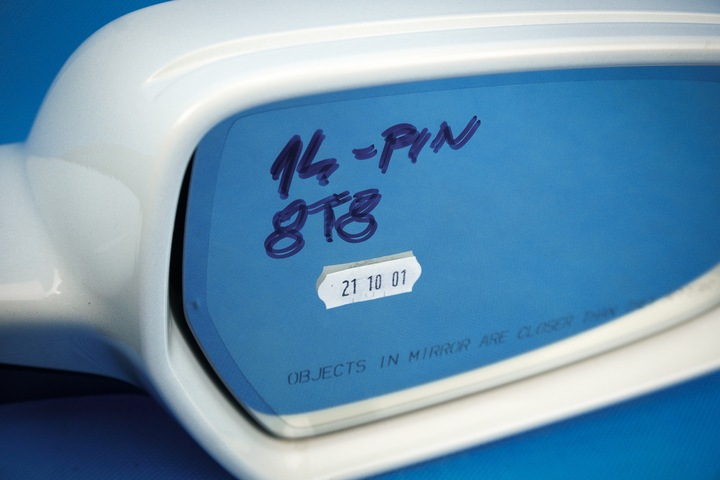 14-PIN
8T8
21 10 01
OBJECTS IN MIRROR ARE CLOSER THAN